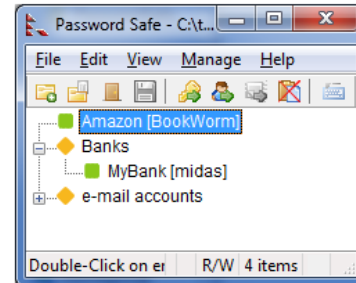 Password Safe - C:\t...
File Edit View Manage Help
Amazon [BookWorm]
Banks
MyBank [midas]
e-mail accounts
Double-Click on er R/W 4 items